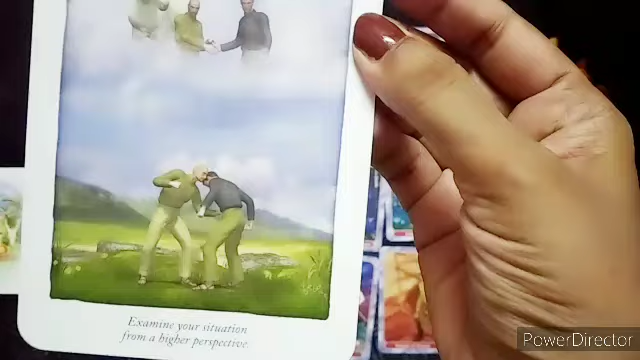 Examine your situation
from a higher perspective.
PowerDirector